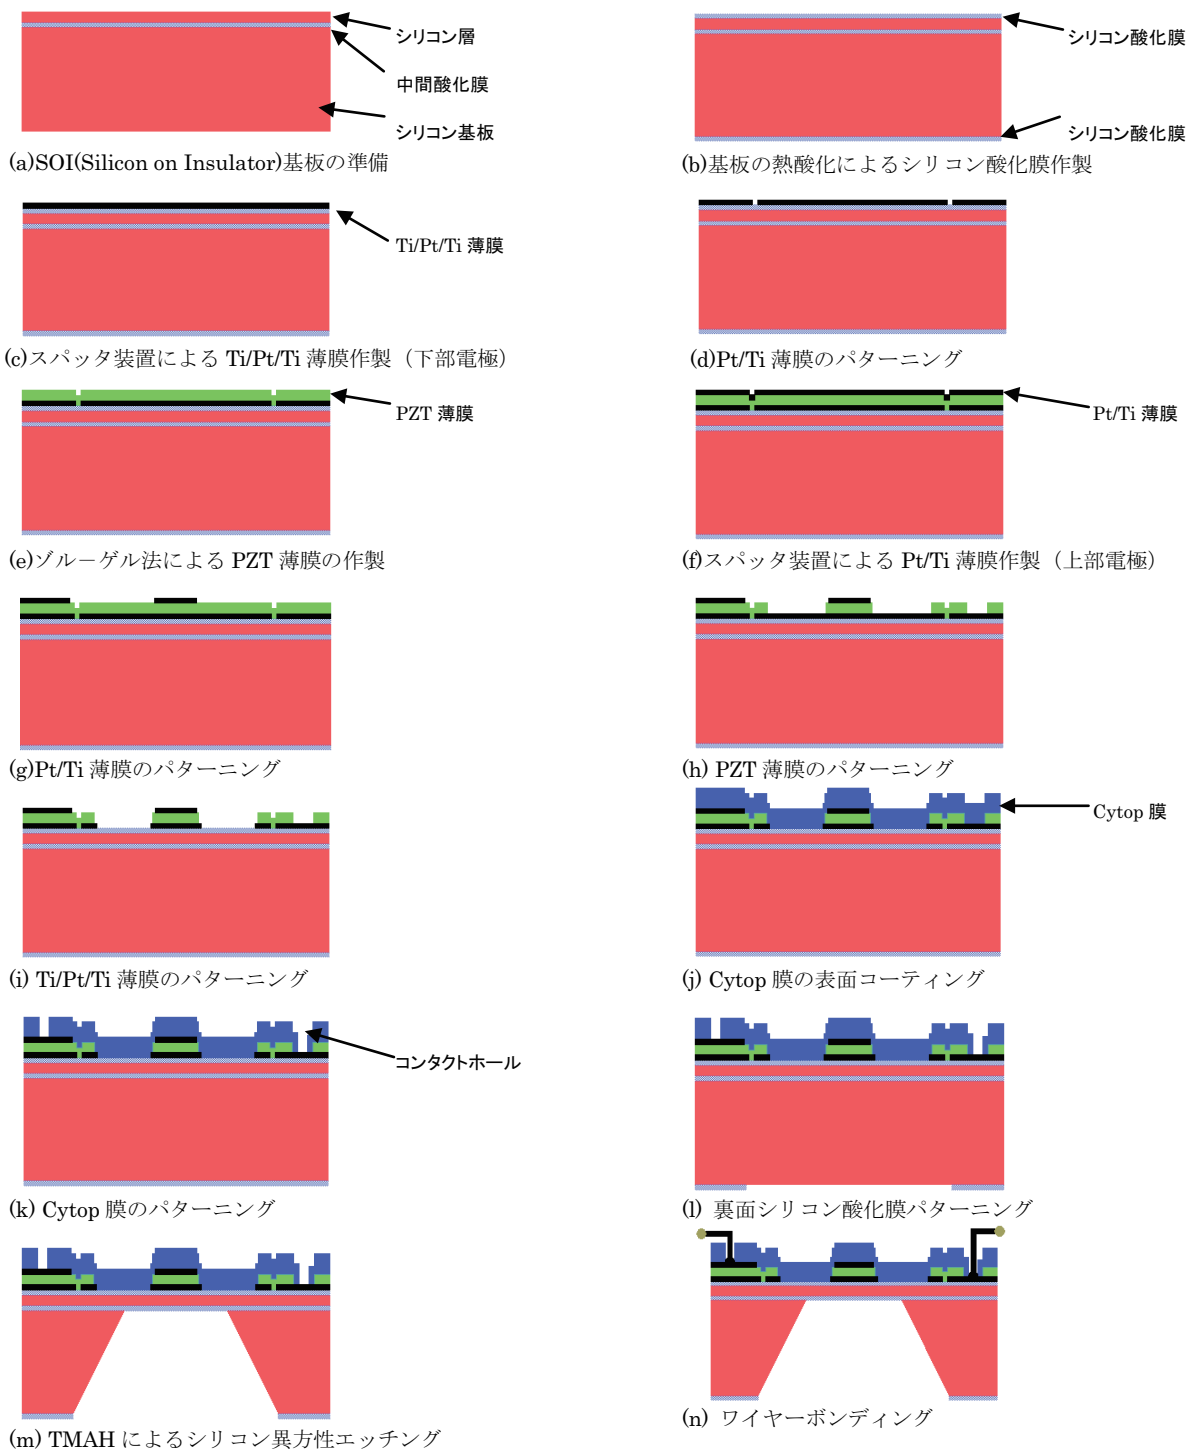 シリコン層
中間酸化膜
シリコン基板
(a)SOI(Silicon on Insulator)基板の準備
シリコン酸化膜
シリコン酸化膜
(b)基板の熱酸化によるシリコン酸化膜作製
Ti/Pt/Ti 薄膜
(c)スパッタ装置による Ti/Pt/Ti 薄膜作製（下部電極）
(d)Pt/Ti 薄膜のパターニング
PZT 薄膜
(e)ゾル－ゲル法による PZT 薄膜の作製
Pt/Ti 薄膜
(f)スパッタ装置による Pt/Ti 薄膜作製（上部電極）
(g)Pt/Ti 薄膜のパターニング
(h) PZT 薄膜のパターニング
(i) Ti/Pt/Ti 薄膜のパターニング
Cytop 膜
(j) Cytop 膜の表面コーティング
コンタクトホール
(k) Cytop 膜のパターニング
(l) 裏面シリコン酸化膜パターニング
(m) TMAH によるシリコン異方性エッチング
(n) ワイヤーボンディング